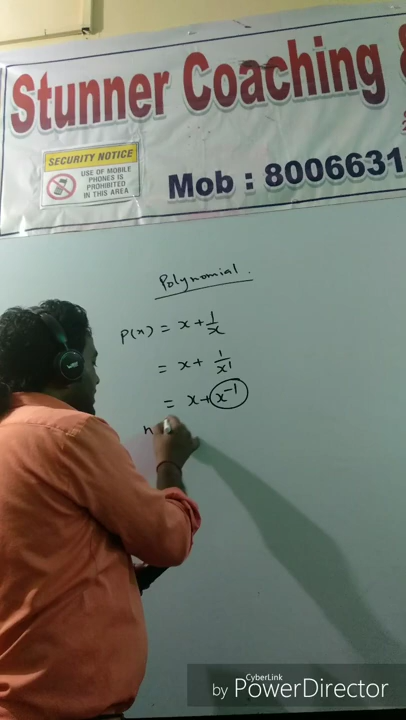 Stunner Coaching &
SECURITY NOTICE
USE OF MOBILE
PHONES IS
PROHIBITED
IN THIS AREA
Mob : 8006631
Polynomial.
P(x) = x + 1/x
= x + 1/x¹
= x + x⁻¹
CyberLink
by PowerDirector